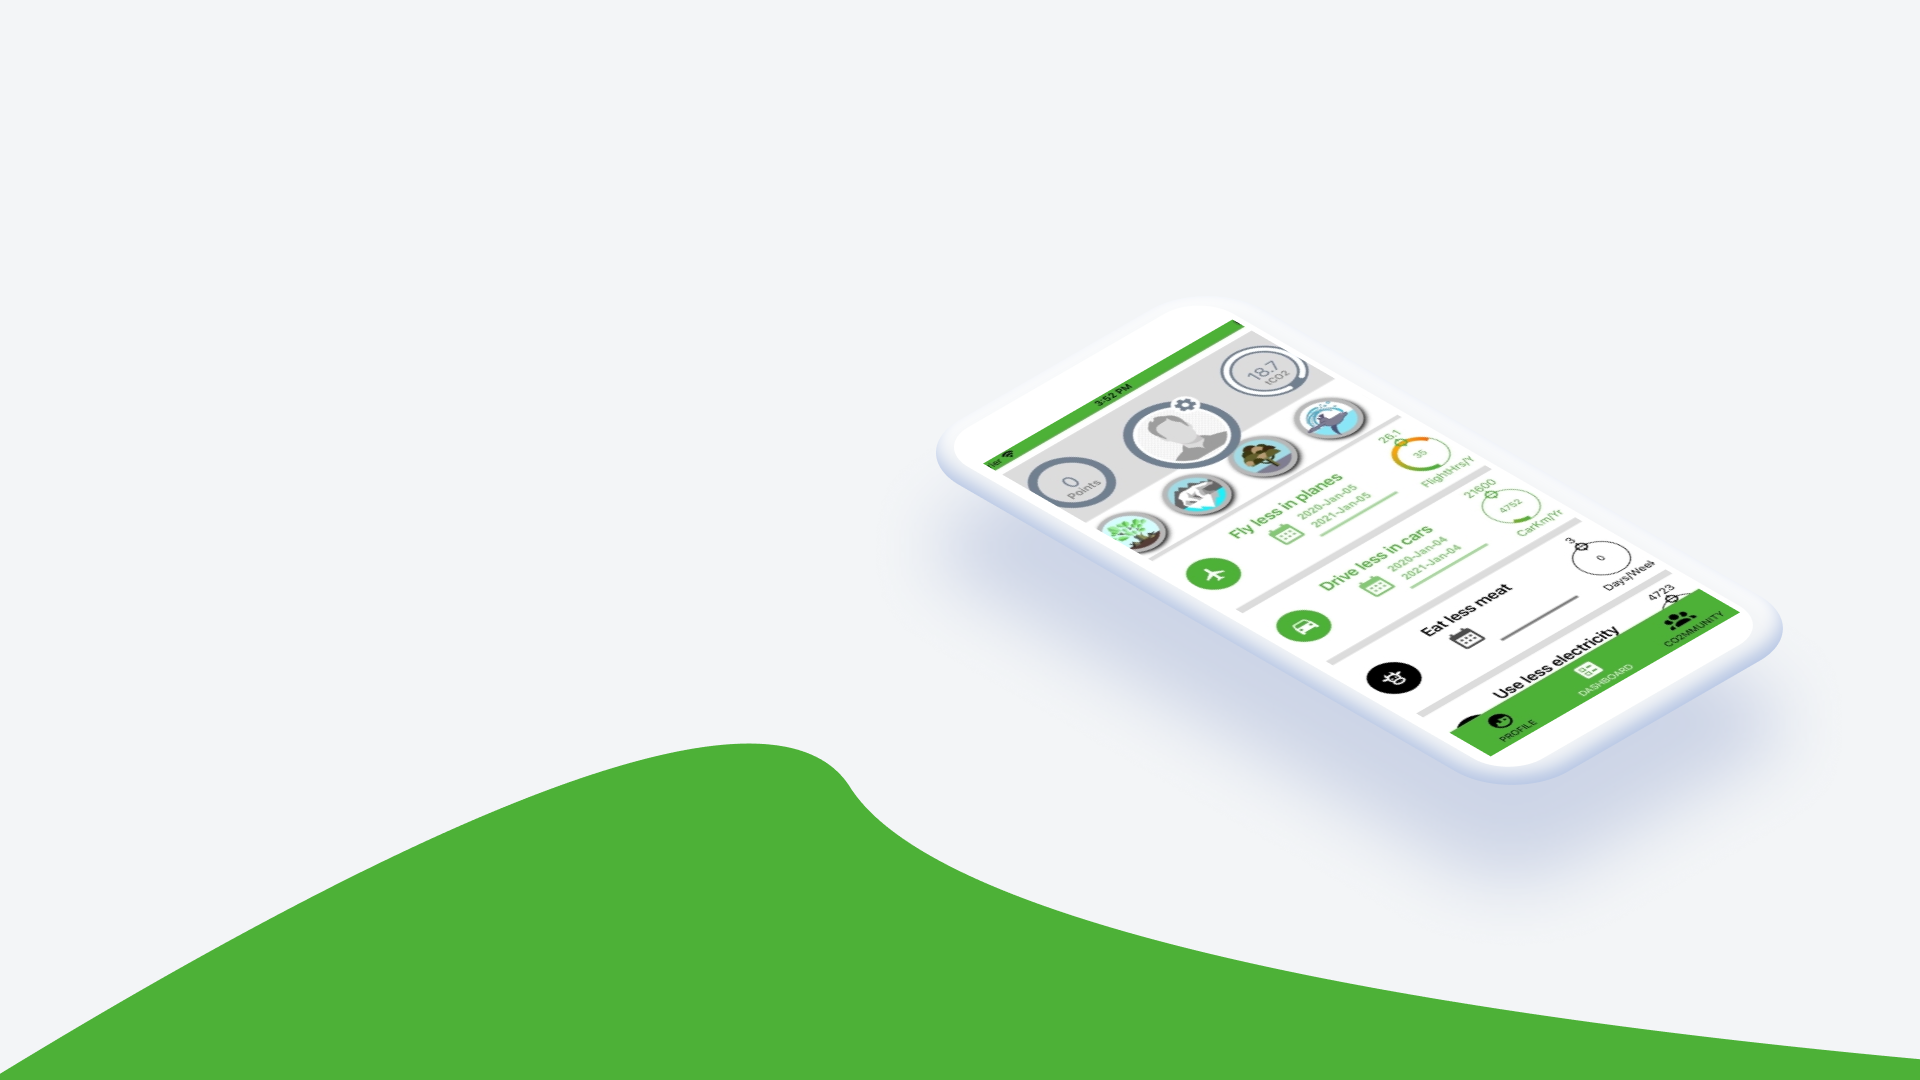 3:52 PM
18.7
tCO2
0
Points
Fly less in planes
2020-Jan-05
2021-Jan-05
26.1
35
FlightHrs/Y
Drive less in cars
2020-Jan-04
2021-Jan-04
21600
4752
CarKm/Yr
Eat less meat
3
0
Days/Week
Use less electricity
4723
PROFILE
DASHBOARD
CO2MMUNITY